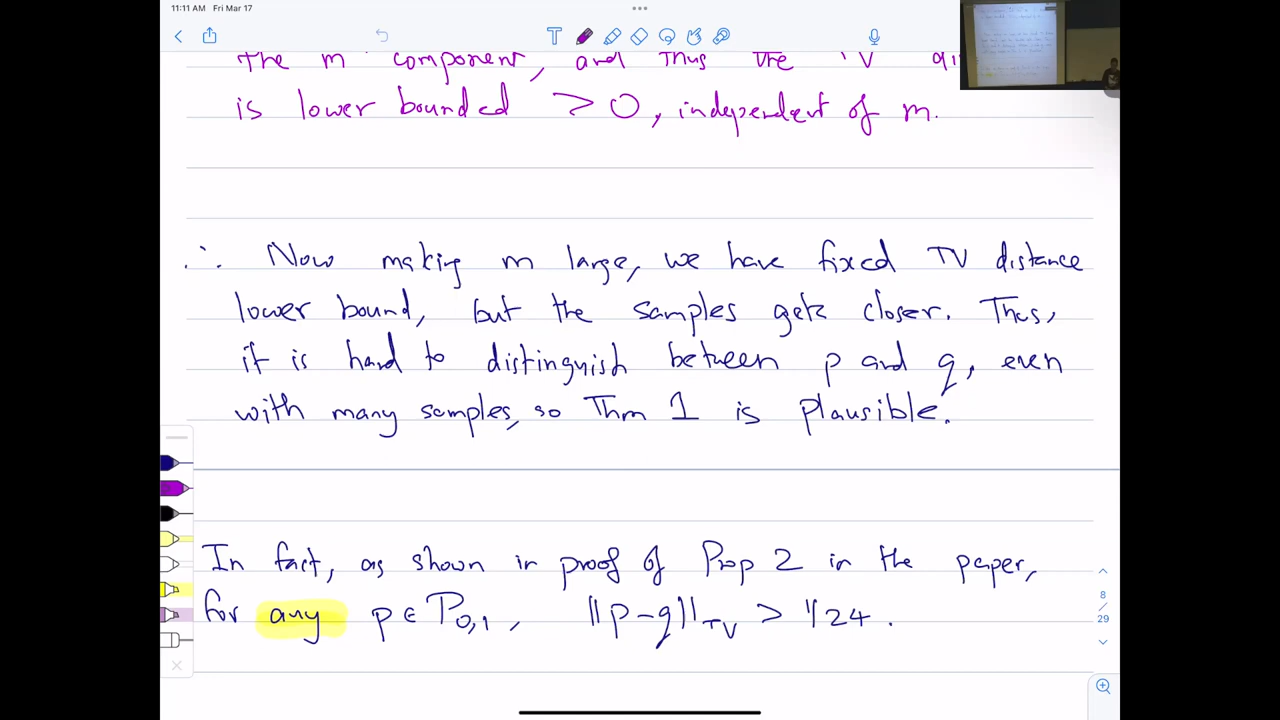 11:11 AM Fri Mar 17
the m component, and thus the TV
is lower bounded > 0, independent of m.
∴ Now making m large, we have fixed TV distance
lower bound, but the samples gets closer. Thus,
it is hard to distinguish between p and q, even
with many samples, so Thm 1 is plausible.
In fact, as shown in proof of Prop 2 in the paper,
for any p ∈ P₀,₁, ||p-q||_TV > 1/24.
8
/
29